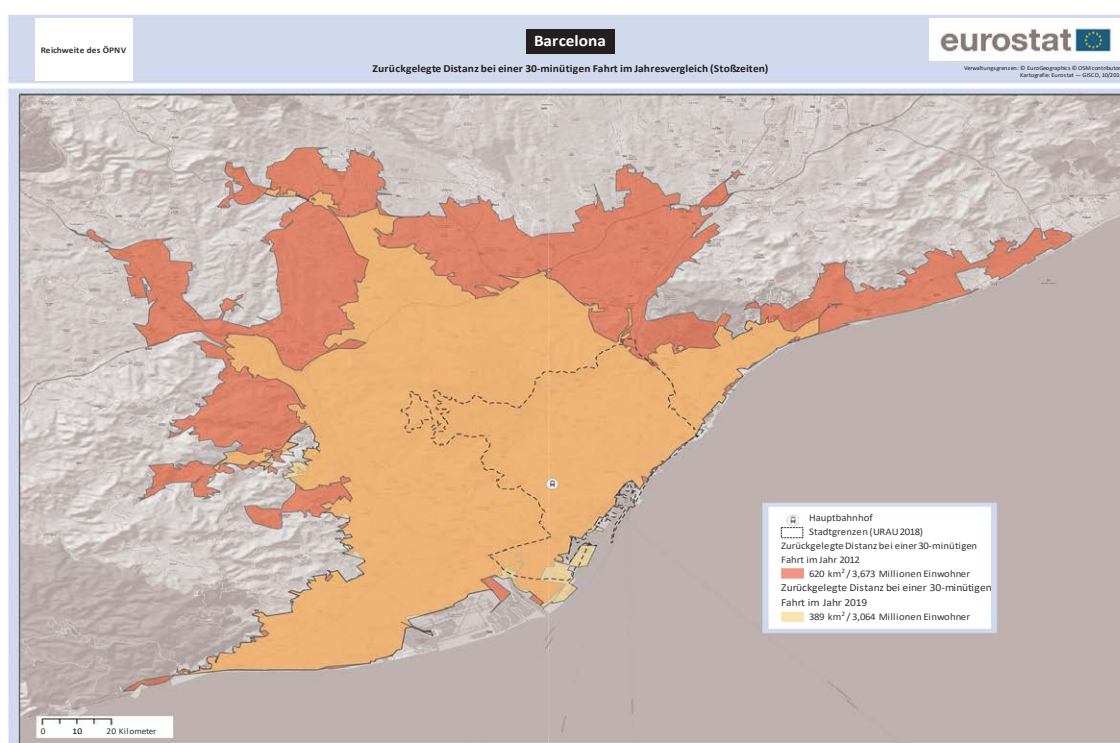 Reichweite des ÖPNV
Barcelona
Zurückgelegte Distanz bei einer 30-minütigen Fahrt im Jahresvergleich (Stoßzeiten)
eurostat
Verwaltungsgrenzen: © EuroGeographics © OSM contributor
Kartografie: Eurostat — GISCO, 10/201
Hauptbahnhof
Stadtgrenzen (URAU 2018)
Zurückgelegte Distanz bei einer 30-minütigen
Fahrt im Jahr 2012
620 km² / 3,673 Millionen Einwohner
Zurückgelegte Distanz bei einer 30-minütigen
Fahrt im Jahr 2019
389 km² / 3,064 Millionen Einwohner
0 10 20 Kilometer